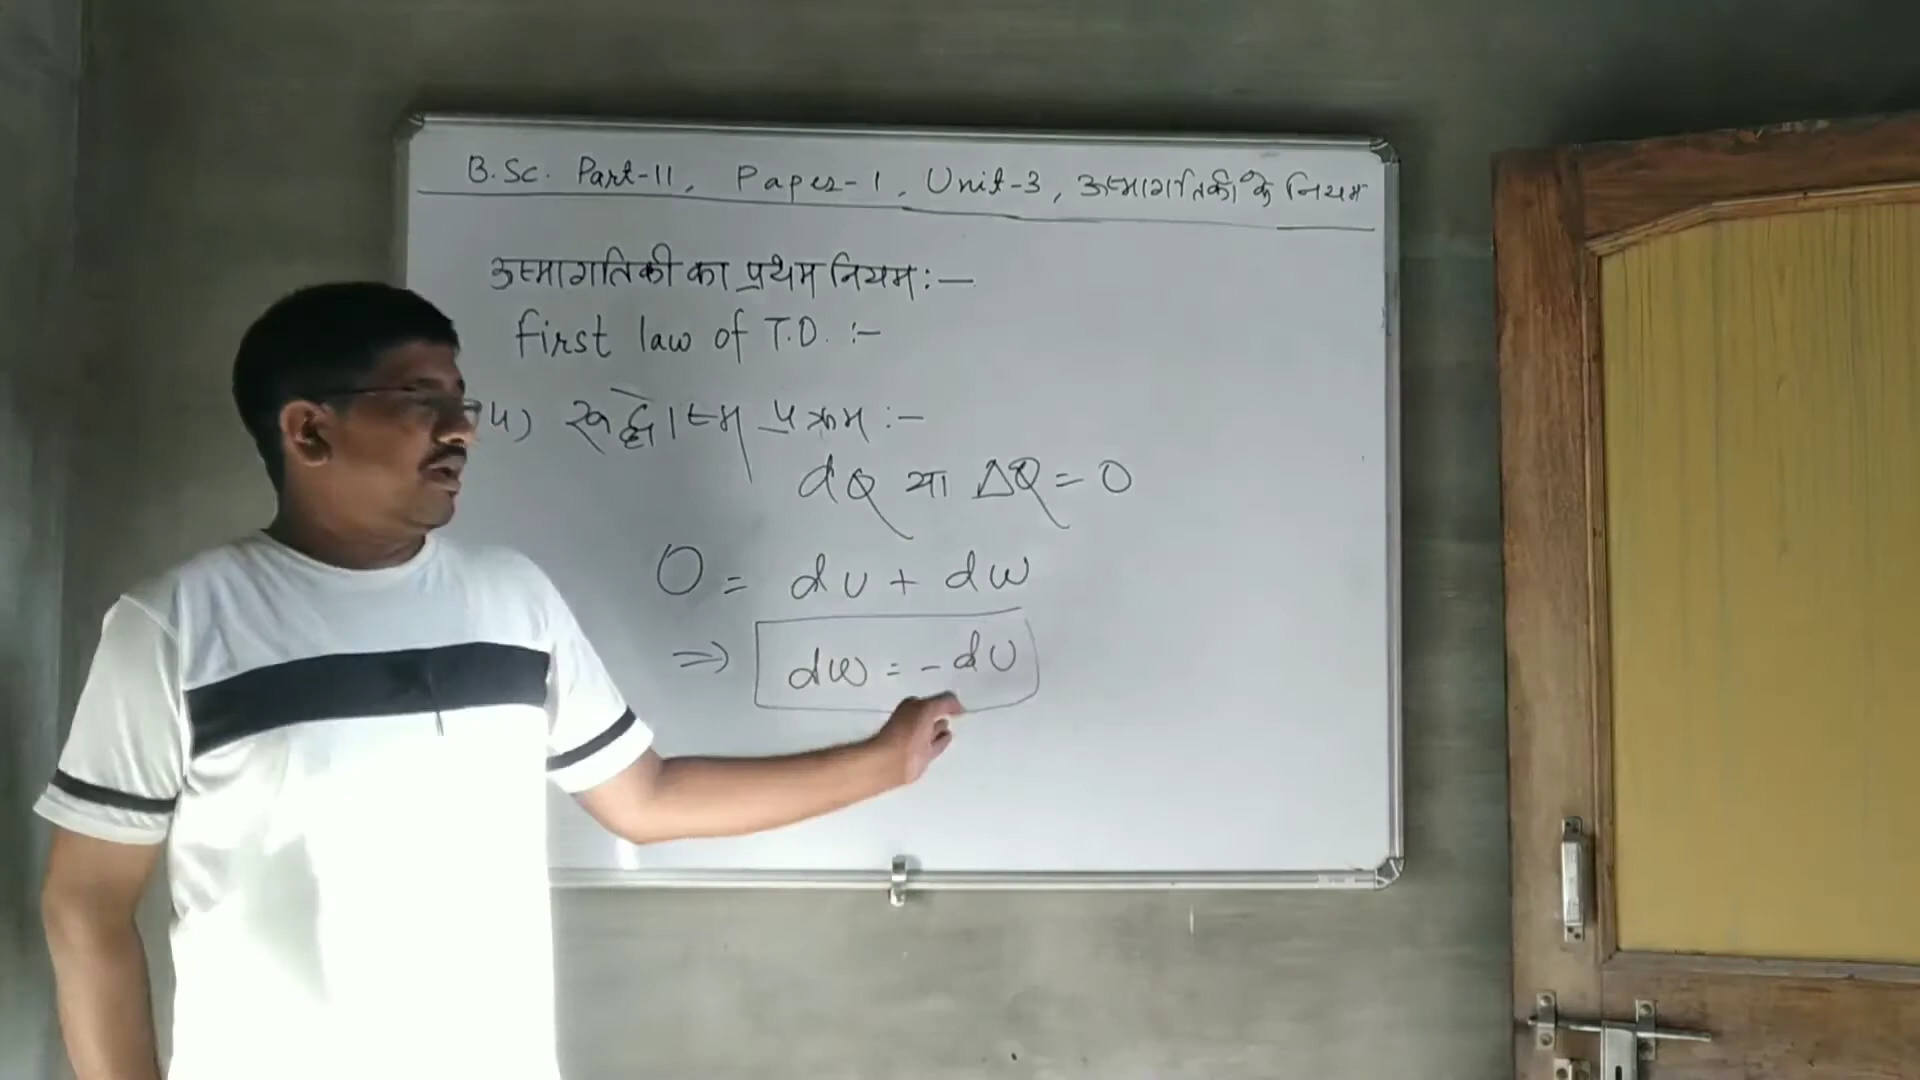 B.Sc. Part-II, Paper-1, Unit-3, ऊष्मागतिकी के नियम
ऊष्मागतिकी का प्रथम नियम:-
first law of T.D. :-
4) रूद्धोष्म प्रक्रम :-
dQ या ΔQ = 0
0 = dU + dW
⇒ dW = -dU